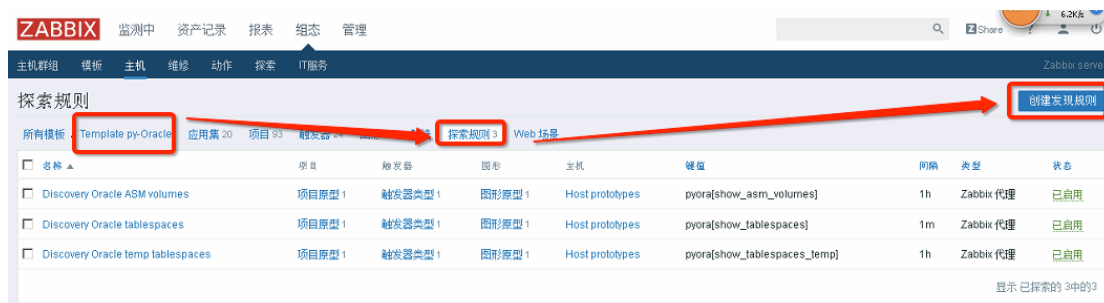 ZABBIX 监测中 资产记录 报表 组态 管理 Z Share ? 6.2K/s
主机群组 模板 主机 维修 动作 探索 IT服务 Zabbix serve
探索规则 创建发现规则
所有模板 Template py-Oracle 应用集 20 项目 93 探索规则 3 Web 场景
名称 项目 触发器 图形 主机 键值 间隔 类型 状态
Discovery Oracle ASM volumes 项目原型 1 触发器类型 1 图形原型 1 Host prototypes pyora[show_asm_volumes] 1h Zabbix 代理 已启用
Discovery Oracle tablespaces 项目原型 1 触发器类型 1 图形原型 1 Host prototypes pyora[show_tablespaces] 1m Zabbix 代理 已启用
Discovery Oracle temp tablespaces 项目原型 1 触发器类型 1 图形原型 1 Host prototypes pyora[show_tablespaces_temp] 1h Zabbix 代理 已启用
显示 已探索的 3中的3